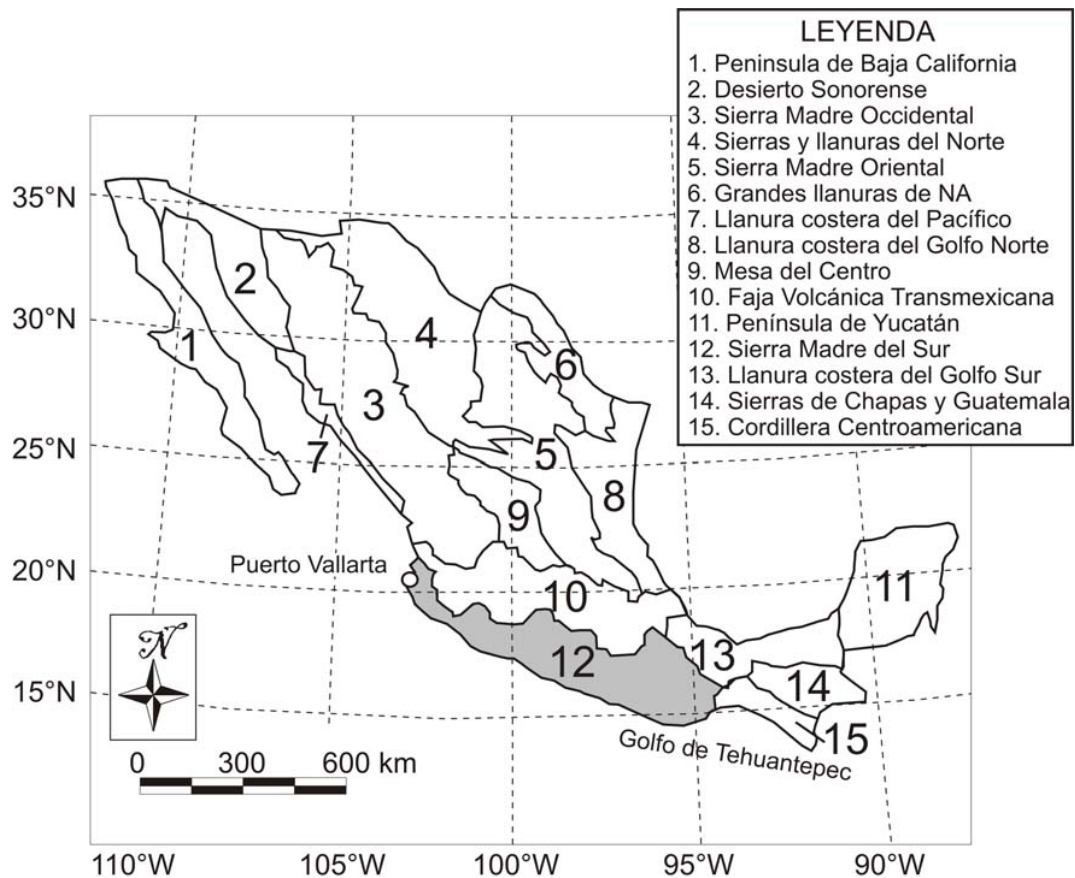 LEYENDA
1. Peninsula de Baja California
2. Desierto Sonorense
3. Sierra Madre Occidental
4. Sierras y llanuras del Norte
5. Sierra Madre Oriental
6. Grandes llanuras de NA
7. Llanura costera del Pacífico
8. Llanura costera del Golfo Norte
9. Mesa del Centro
10. Faja Volcánica Transmexicana
11. Península de Yucatán
12. Sierra Madre del Sur
13. Llanura costera del Golfo Sur
14. Sierras de Chapas y Guatemala
15. Cordillera Centroamericana
35°N
30°N
25°N
20°N
15°N
2
1
4
6
3
7
5
8
9
Puerto Vallarta
10
11
12
13
14
15
Golfo de Tehuantepec
N
0 300 600 km
110°W 105°W 100°W 95°W 90°W